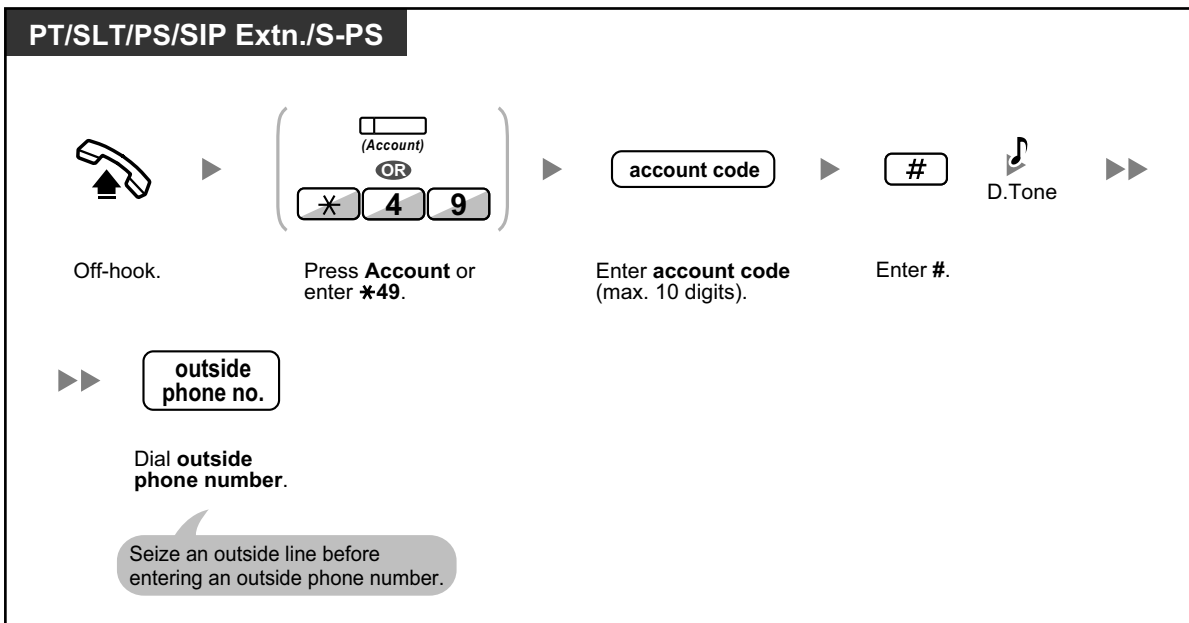 PT/SLT/PS/SIP Extn./S-PS
(Account)
OR
* 4 9
account code
#
D.Tone
Off-hook.
Press Account or
enter *49.
Enter account code
(max. 10 digits).
Enter #.
outside
phone no.
Dial outside
phone number.
Seize an outside line before
entering an outside phone number.